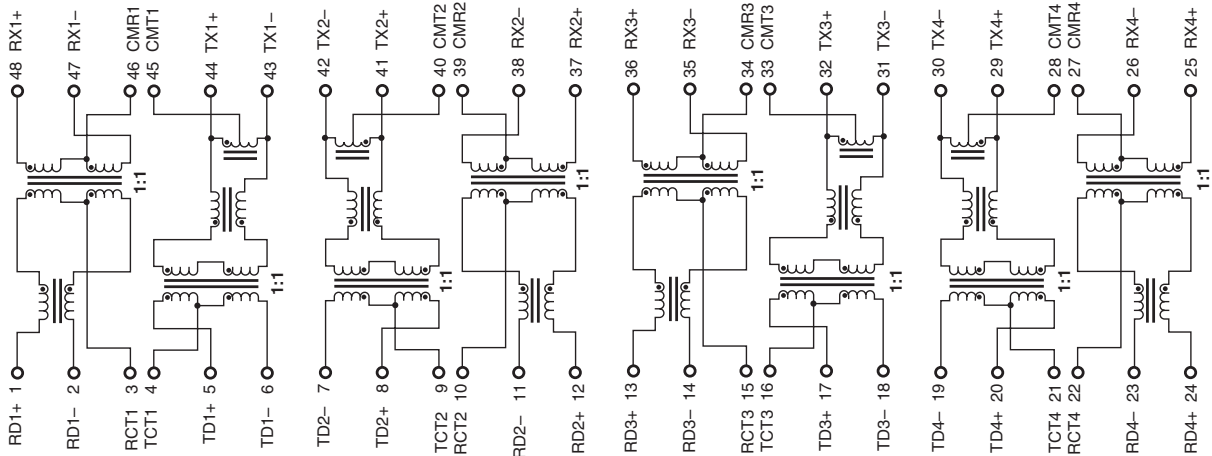 48 RX1+
47 RX1–
46 CMR1
45 CMT1
44 TX1+
43 TX1–
42 TX2–
41 TX2+
40 CMT2
39 CMR2
38 RX2–
37 RX2+
36 RX3+
35 RX3–
34 CMR3
33 CMT3
32 TX3+
31 TX3–
30 TX4–
29 TX4+
28 CMT4
27 CMR4
26 RX4–
25 RX4+
1:1
1:1
1:1
1:1
1:1
1:1
1:1
1:1
RD1+ 1
RD1– 2
RCT1 3
TCT1 4
TD1+ 5
TD1– 6
TD2– 7
TD2+ 8
TCT2 9
RCT2 10
RD2– 11
RD2+ 12
RD3+ 13
RD3– 14
RCT3 15
TCT3 16
TD3+ 17
TD3– 18
TD4– 19
TD4+ 20
TCT4 21
RCT4 22
RD4– 23
RD4+ 24